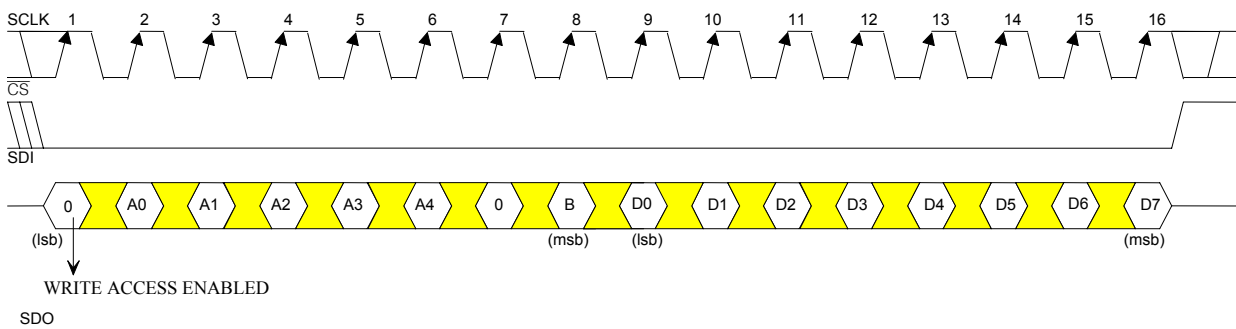 SCLK 1 2 3 4 5 6 7 8 9 10 11 12 13 14 15 16
CS
SDI
0 A0 A1 A2 A3 A4 0 B D0 D1 D2 D3 D4 D5 D6 D7
(lsb) (msb) (lsb) (msb)
WRITE ACCESS ENABLED
SDO